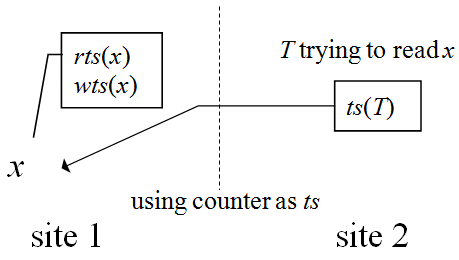 rts(x)
wts(x)
T trying to read x
ts(T)
x
using counter as ts
site 1
site 2